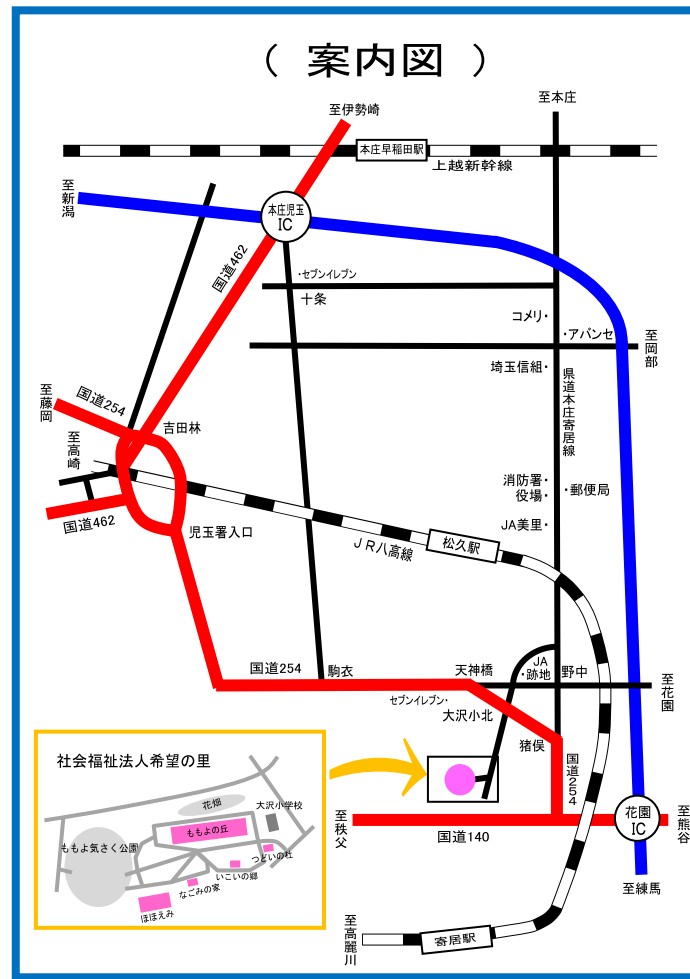 （ 案内図 ）
至本庄
至伊勢崎
本庄早稲田駅
上越新幹線
至新潟
本庄児玉
IC
国道462
・セブンイレブン
十条
コメリ・
・アパンセ
至岡部
埼玉信組・
県道本庄寄居線
至藤岡
国道254
吉田林
至高崎
消防署・
役場・
・郵便局
国道462
児玉署入口
JA美里・
JR八高線
松久駅
国道254
駒衣
天神橋
JA
・跡地
野中
至花園
セブンイレブン・
大沢小北
猪俣
国道254
社会福祉法人希望の里
花畑
大沢小学校
ももよの丘
ももよ気さく公園
つどいの杜
いこいの郷
なごみの家
ほほえみ
至秩父
国道140
花園
IC
至熊谷
至練馬
至高麗川
寄居駅